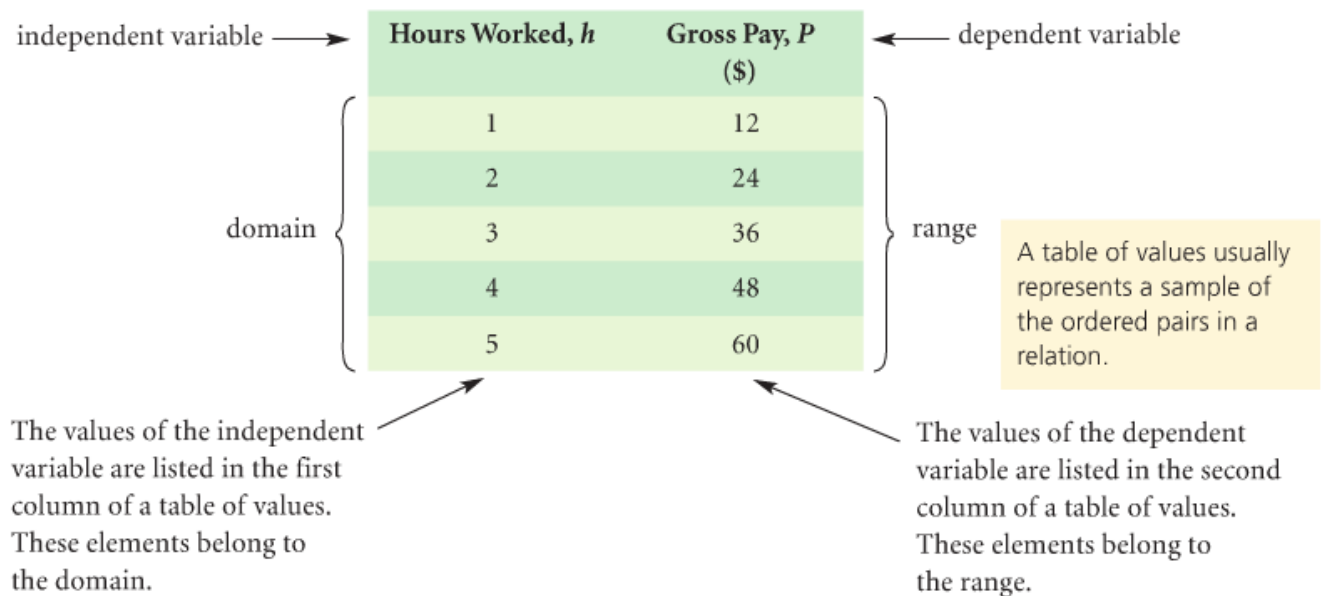 independent variable
Hours Worked, h
Gross Pay, P
($)
dependent variable
1 12
2 24
domain
3 36
range
4 48
5 60
A table of values usually
represents a sample of
the ordered pairs in a
relation.
The values of the independent
variable are listed in the first
column of a table of values.
These elements belong to
the domain.
The values of the dependent
variable are listed in the second
column of a table of values.
These elements belong to
the range.